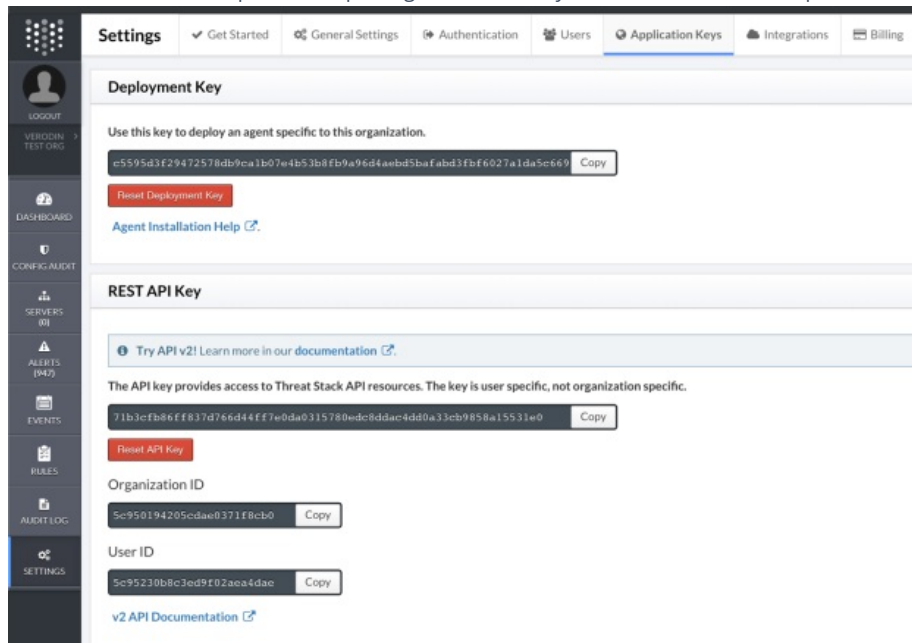 Settings
Get Started
General Settings
Authentication
Users
Application Keys
Integrations
Billing
LOGOUT
VERODIN
TEST ORG
DASHBOARD
CONFIG AUDIT
SERVERS
(0)
ALERTS
(947)
EVENTS
RULES
AUDIT LOG
SETTINGS
Deployment Key
Use this key to deploy an agent specific to this organization.
c5595d3f29472578db9ca1b07e4b53b8fb9a96d4aebd5bafabd3fbf6027a1da5c669 Copy
Reset Deployment Key
Agent Installation Help.
REST API Key
Try API v2! Learn more in our documentation.
The API key provides access to Threat Stack API resources. The key is user specific, not organization specific.
71b3cfb86ff837d766d44ff7e0da0315780edc8ddac4dd0a33cb9858a15531e0 Copy
Reset API Key
Organization ID
5c950194205cdae0371f8cb0 Copy
User ID
5c95230b8c3ed9f02aea4dae Copy
v2 API Documentation